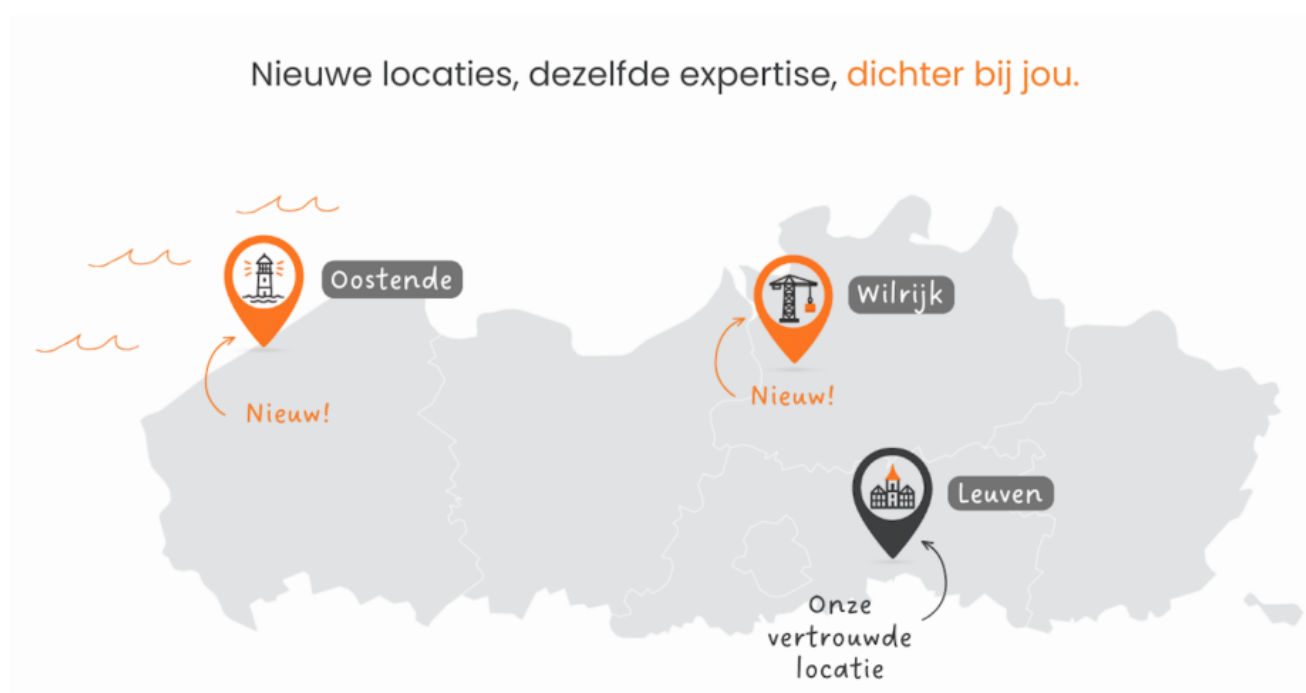 Nieuwe locaties, dezelfde expertise, dichter bij jou.
Oostende
Wilrijk
Nieuw!
Nieuw!
Leuven
Onze
vertrouwde
locatie